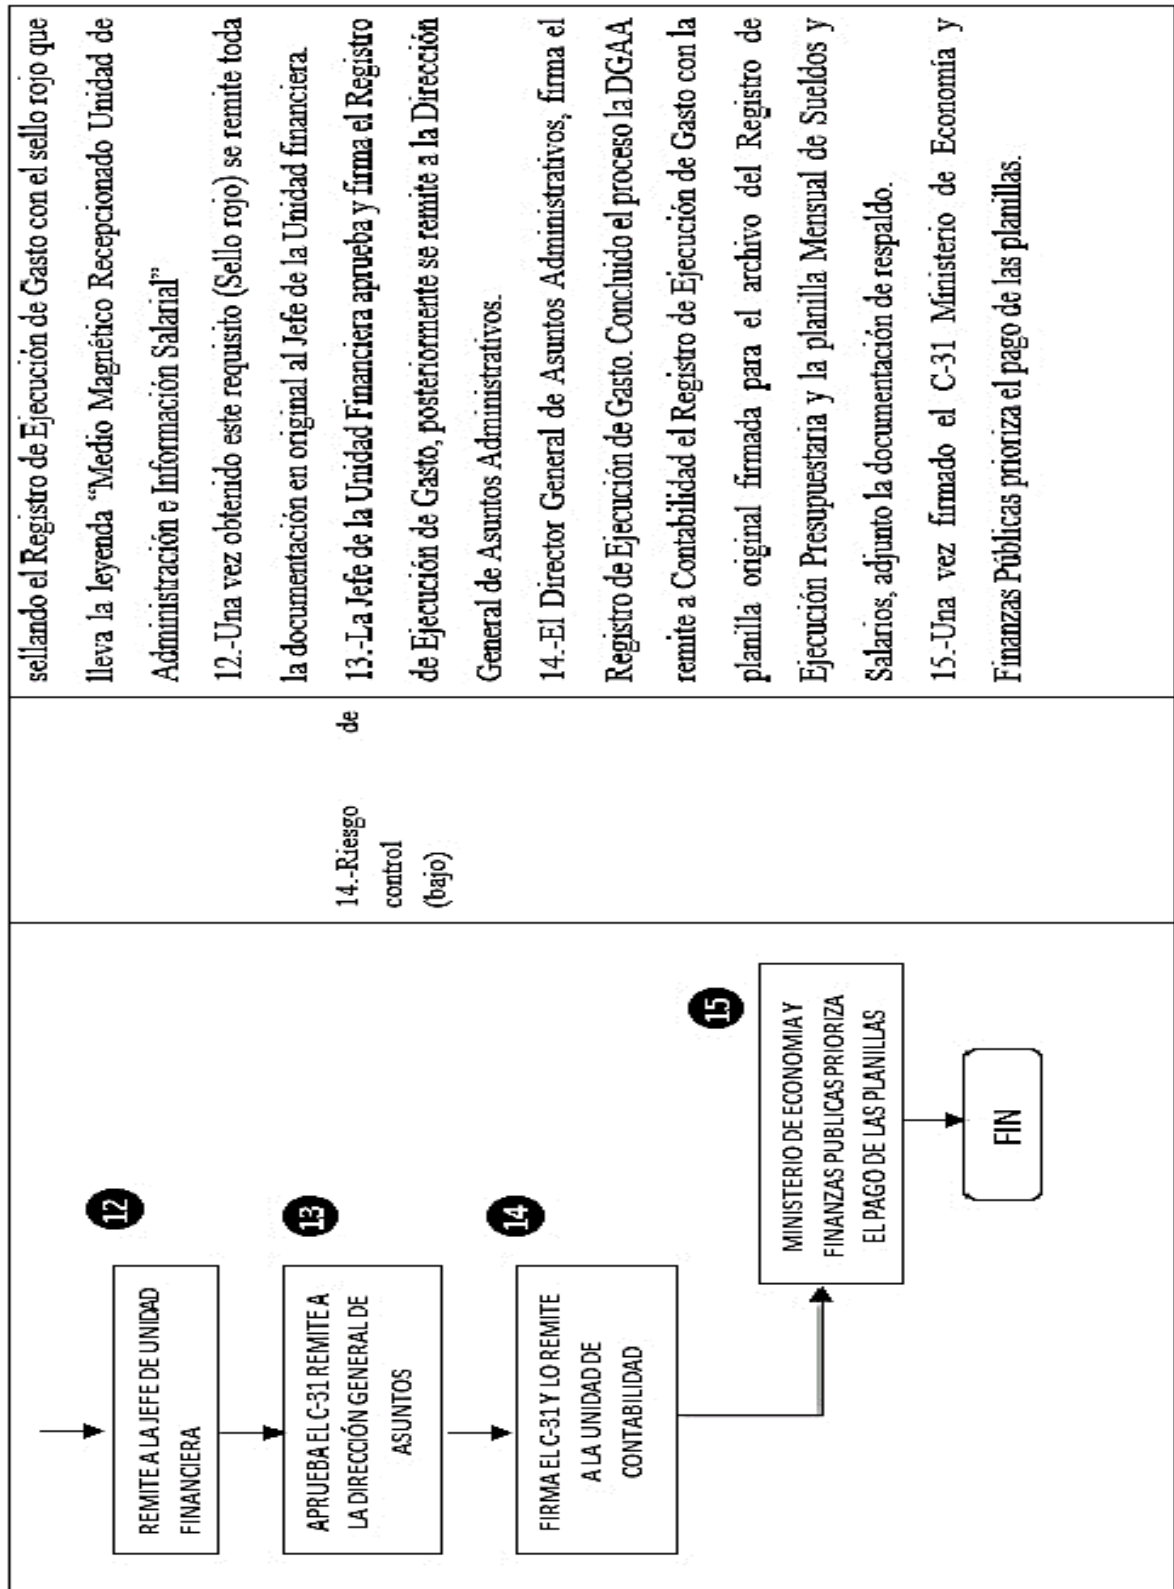 12
REMITE A LA JEFE DE UNIDAD
FINANCIERA
13
APRUEBA EL C-31 REMITE A
LA DIRECCIÓN GENERAL DE
ASUNTOS
14
FIRMA EL C-31 Y LO REMITE
A LA UNIDAD DE
CONTABILIDAD
15
MINISTERIO DE ECONOMIA Y
FINANZAS PUBLICAS PRIORIZA
EL PAGO DE LAS PLANILLAS
FIN
14.-Riesgo de
control
(bajo)
sellando el Registro de Ejecución de Gasto con el sello rojo que
lleva la leyenda “Medio Magnético Recepcionado Unidad de
Administración e Información Salarial”
12.-Una vez obtenido este requisito (Sello rojo) se remite toda
la documentación en original al Jefe de la Unidad financiera.
13.-La Jefe de la Unidad Financiera aprueba y firma el Registro
de Ejecución de Gasto, posteriormente se remite a la Dirección
General de Asuntos Administrativos.
14.-El Director General de Asuntos Administrativos, firma el
Registro de Ejecución de Gasto. Concluido el proceso la DGAA
remite a Contabilidad el Registro de Ejecución de Gasto con la
planilla original firmada para el archivo del Registro de
Ejecución Presupuestaria y la planilla Mensual de Sueldos y
Salarios, adjunto la documentación de respaldo.
15.-Una vez firmado el C-31 Ministerio de Economía y
Finanzas Públicas prioriza el pago de las planillas.